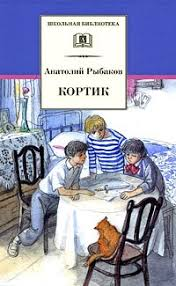 ШКОЛЬНАЯ БИБЛИОТЕКА
Анатолий Рыбаков
КОРТИК